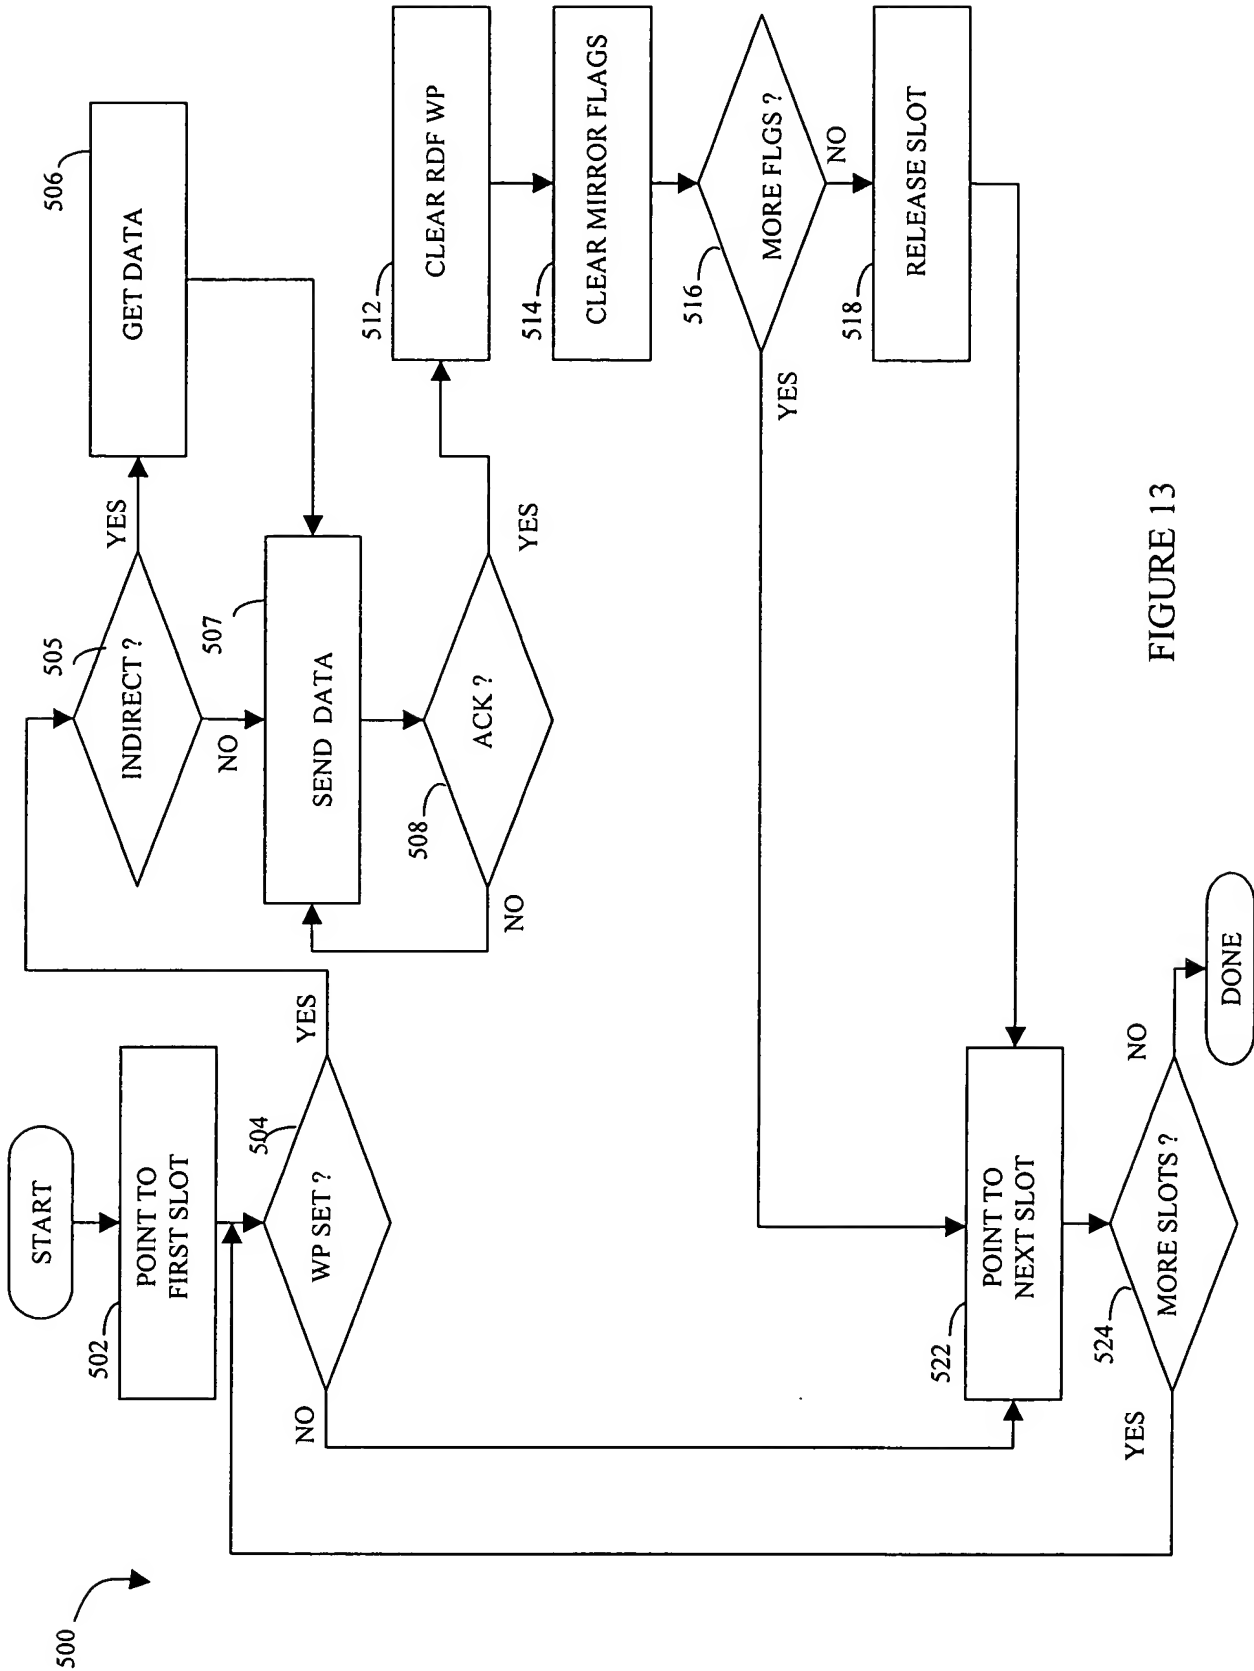 500
START
502
POINT TO
FIRST SLOT
504
WP SET ?
YES
NO
505
INDIRECT ?
YES
NO
506
GET DATA
507
SEND DATA
508
ACK ?
YES
NO
512
CLEAR RDF WP
514
CLEAR MIRROR FLAGS
516
MORE FLGS ?
YES
NO
518
RELEASE SLOT
522
POINT TO
NEXT SLOT
524
MORE SLOTS ?
YES
NO
DONE
FIGURE 13